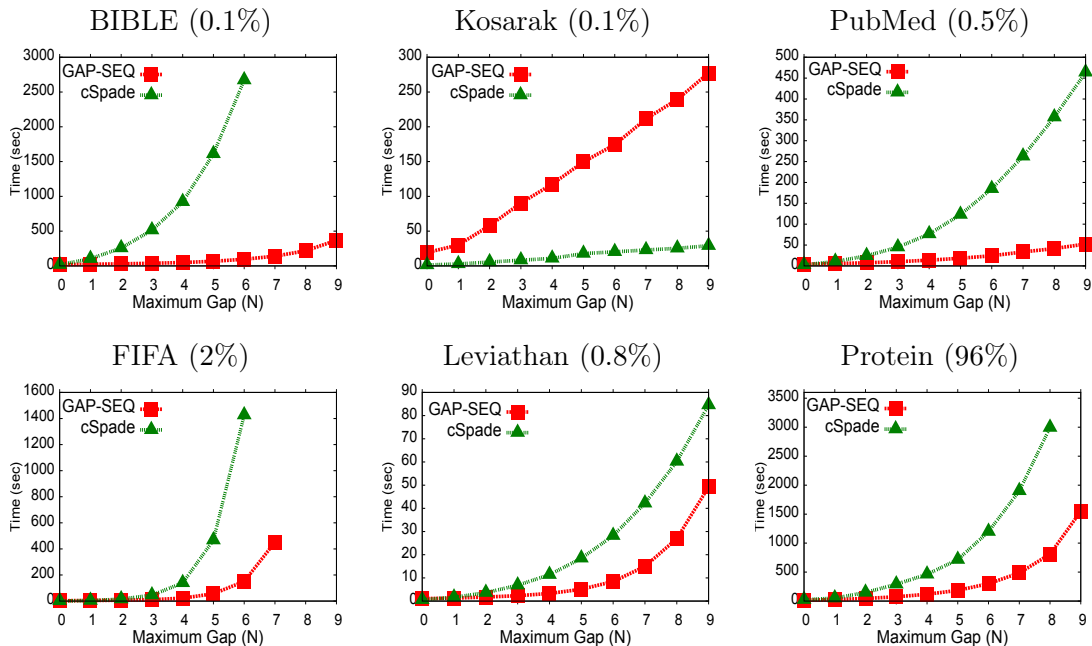 BIBLE (0.1%)
3000
2500
2000
1500
1000
500
0
0 1 2 3 4 5 6 7 8 9
Time (sec)
Maximum Gap (N)
GAP-SEQ
cSpade
Kosarak (0.1%)
300
250
200
150
100
50
0
0 1 2 3 4 5 6 7 8 9
Time (sec)
Maximum Gap (N)
GAP-SEQ
cSpade
PubMed (0.5%)
500
450
400
350
300
250
200
150
100
50
0
0 1 2 3 4 5 6 7 8 9
Time (sec)
Maximum Gap (N)
GAP-SEQ
cSpade
FIFA (2%)
1600
1400
1200
1000
800
600
400
200
0
0 1 2 3 4 5 6 7 8 9
Time (sec)
Maximum Gap (N)
GAP-SEQ
cSpade
Leviathan (0.8%)
90
80
70
60
50
40
30
20
10
0
0 1 2 3 4 5 6 7 8 9
Time (sec)
Maximum Gap (N)
GAP-SEQ
cSpade
Protein (96%)
3500
3000
2500
2000
1500
1000
500
0
0 1 2 3 4 5 6 7 8 9
Time (sec)
Maximum Gap (N)
GAP-SEQ
cSpade